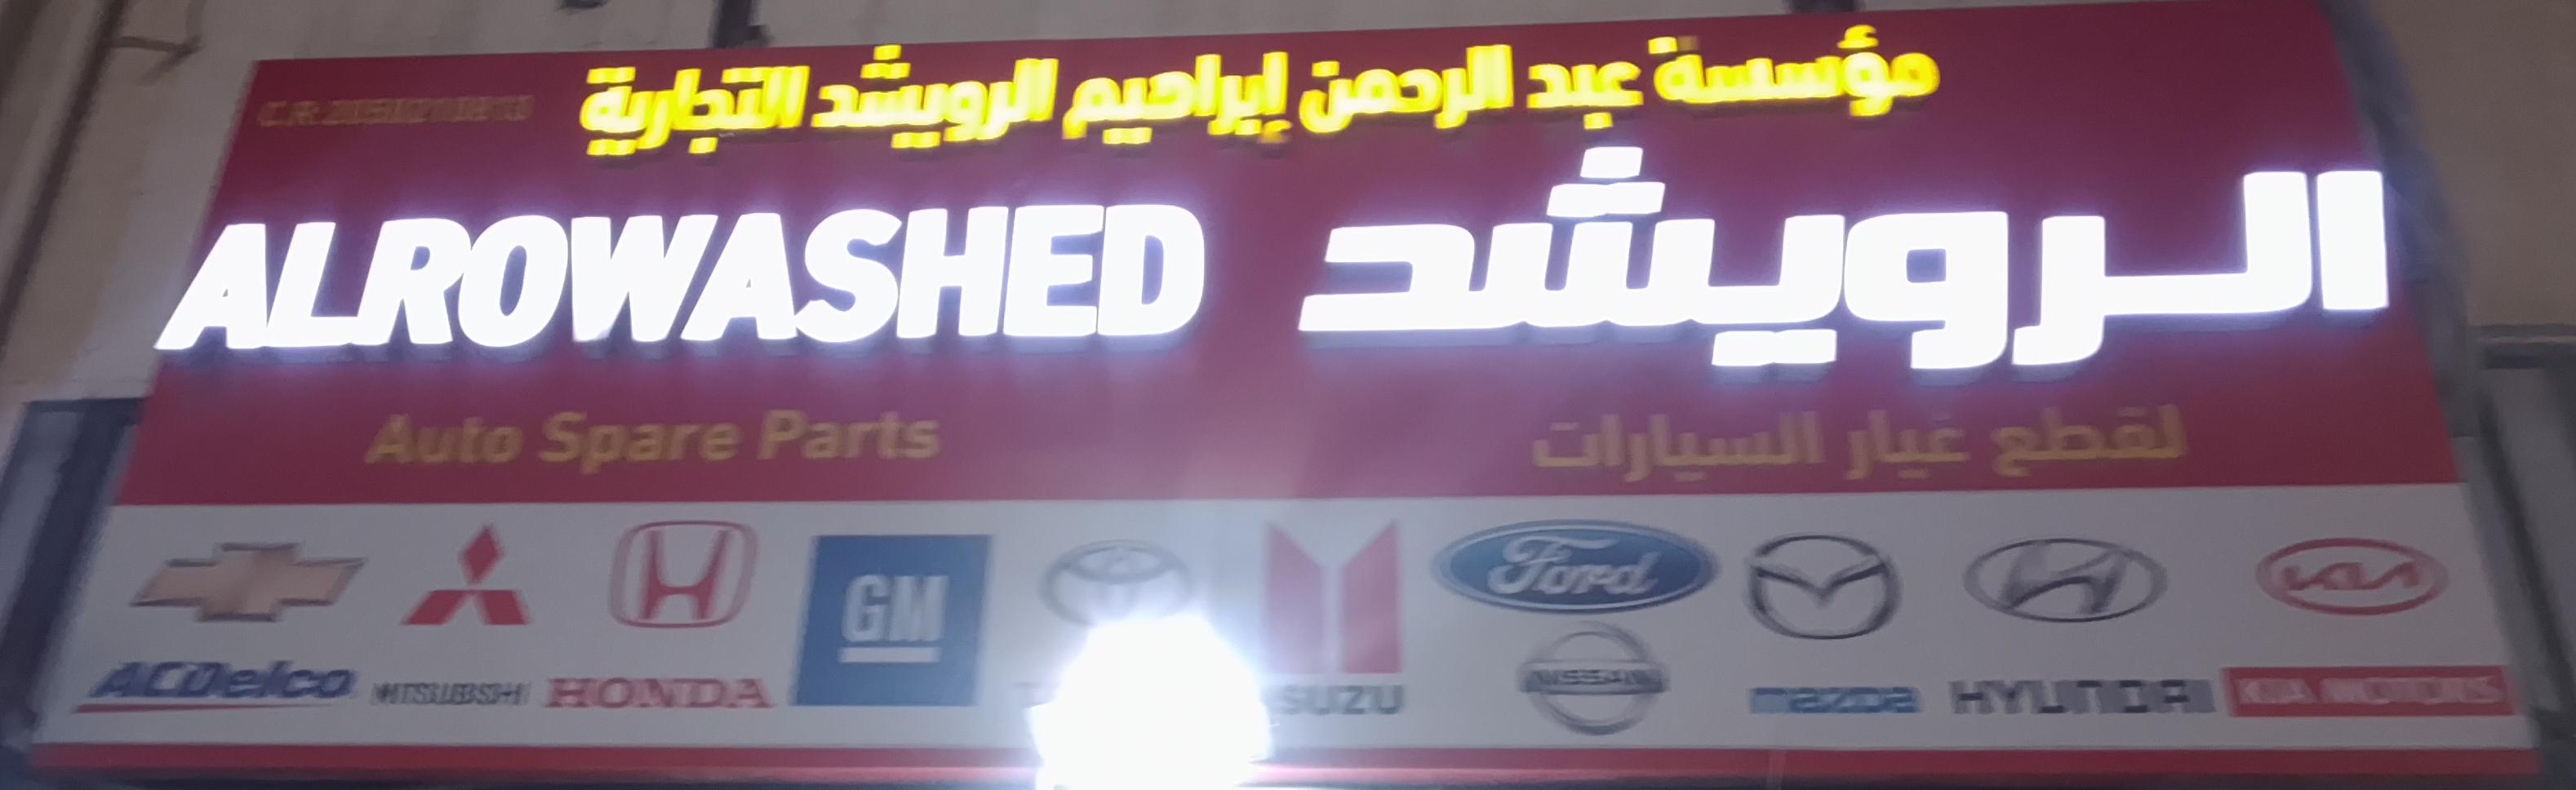 مؤسسة عبد الرحمن إبراهيم الرويشد التجارية
ALROWASHED الرويشد
Auto Spare Parts لقطع غيار السيارات
GM Ford KIA
NISSAN
ACDelco MITSUBISHI HONDA SUZU mazda HYUNDAI KIA MOTORS